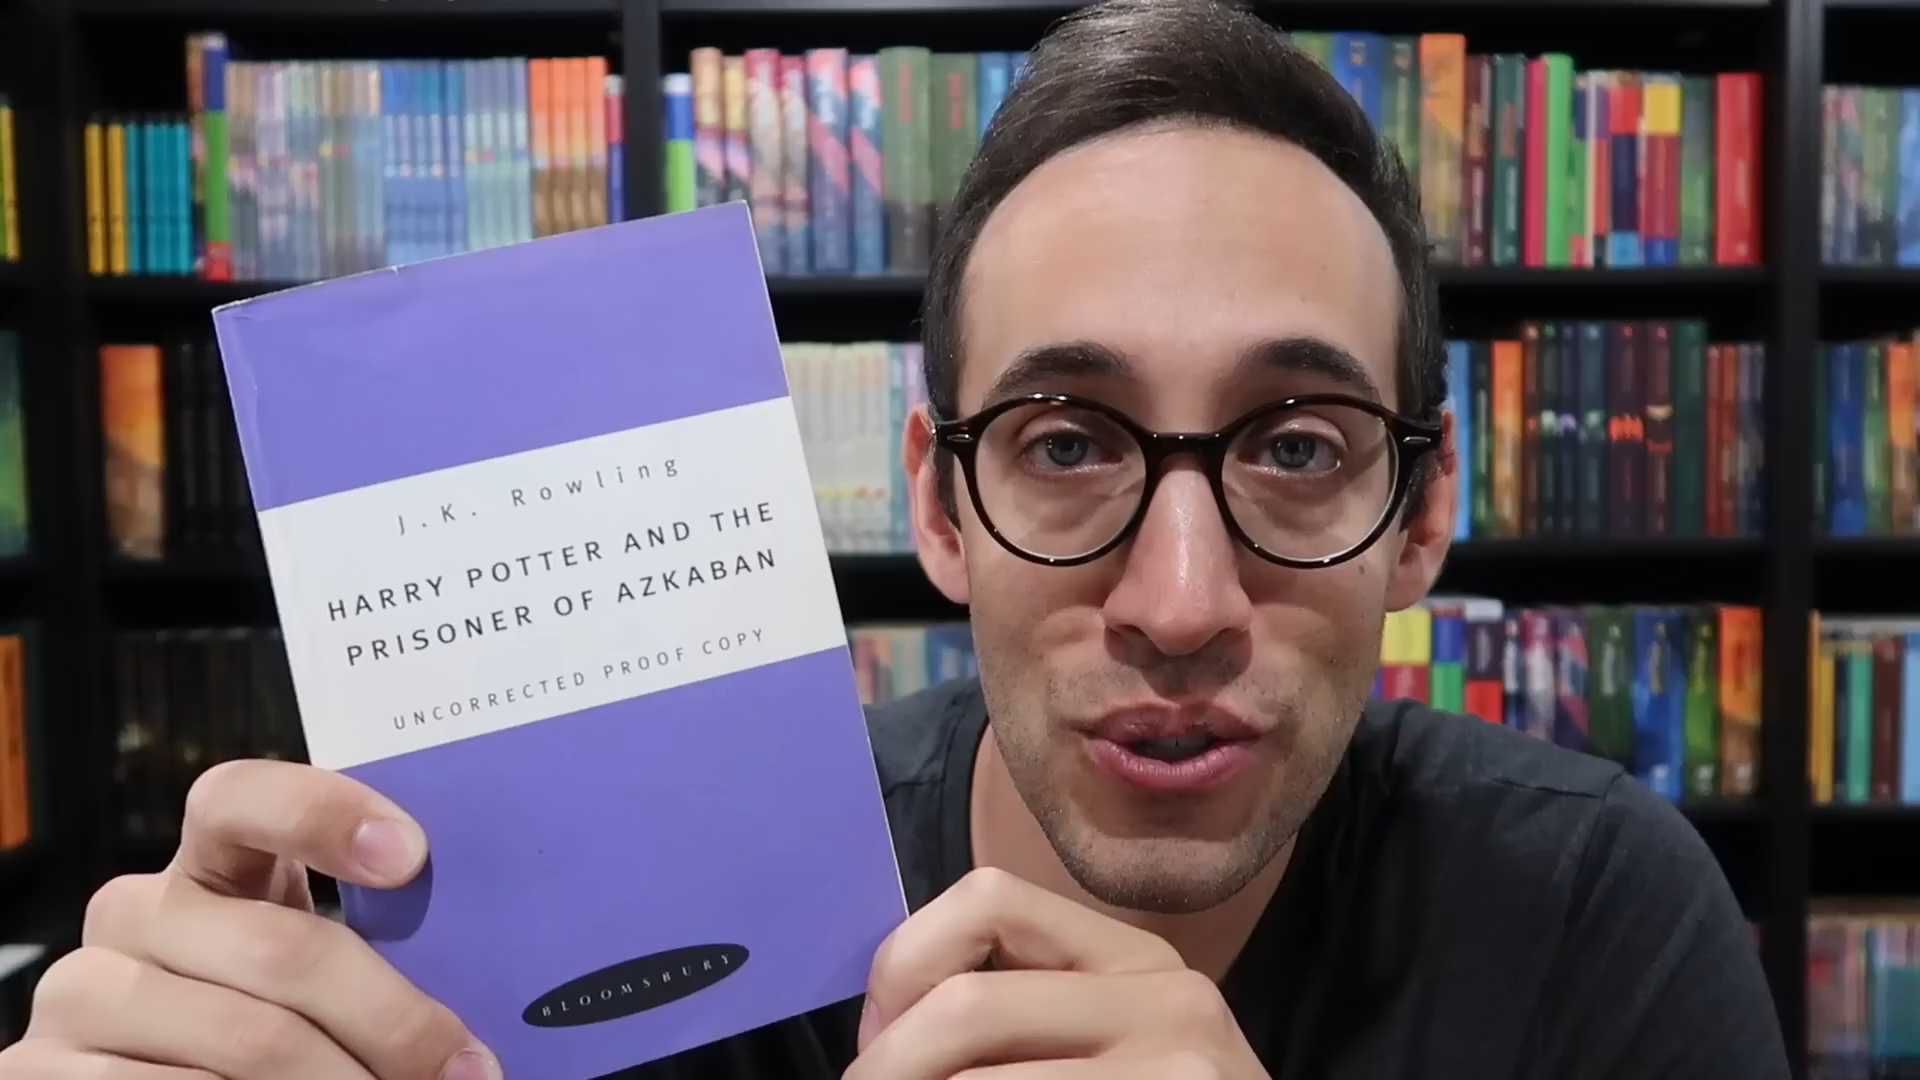 J.K. Rowling
HARRY POTTER AND THE
PRISONER OF AZKABAN
UNCORRECTED PROOF COPY
BLOOMSBURY